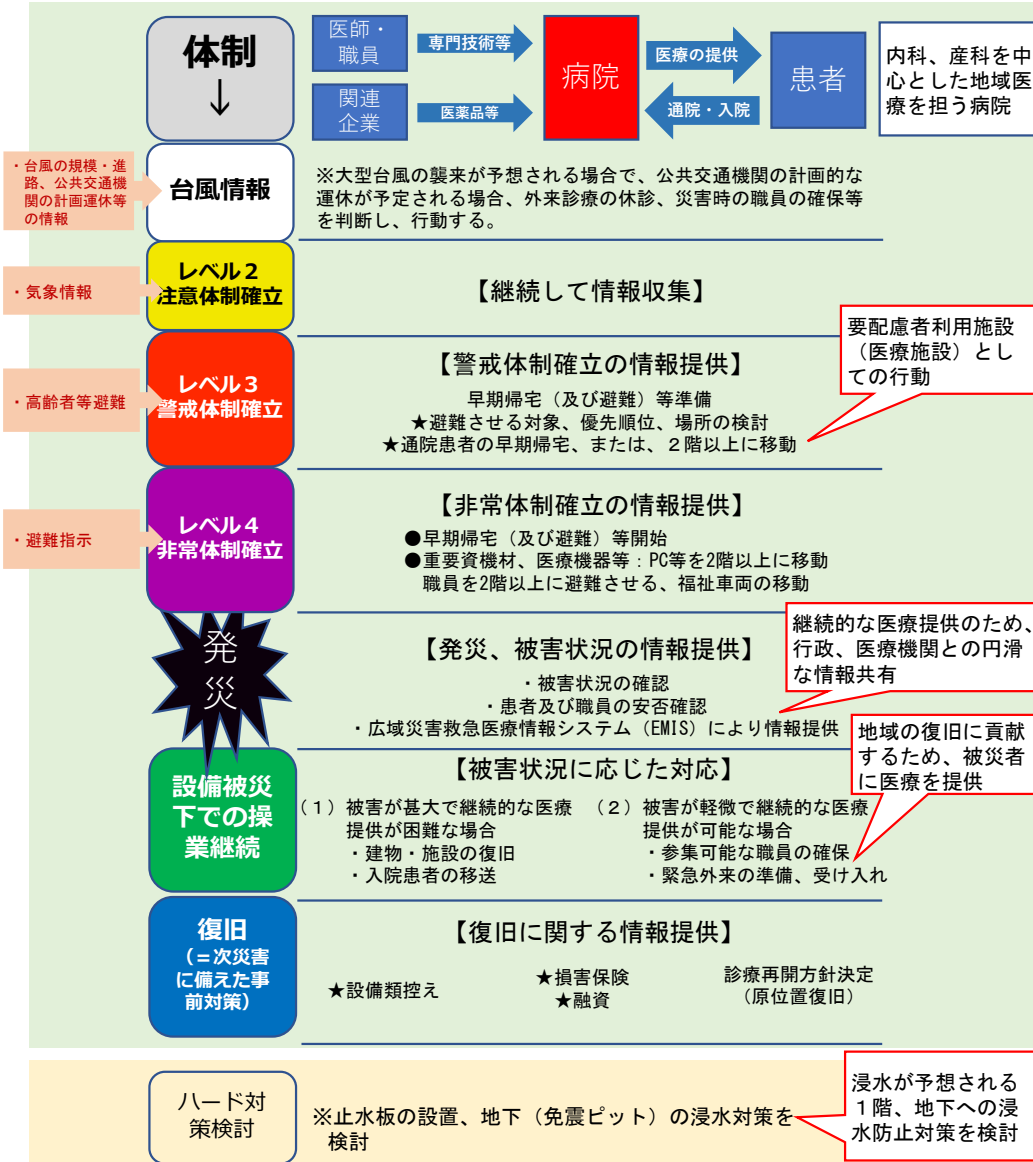 体制
↓
医師・
職員
専門技術等
関連
企業
医薬品等
病院
医療の提供
通院・入院
患者
内科、産科を中
心とした地域医
療を担う病院
・台風の規模・進
路、公共交通機
関の計画運休等
の情報
台風情報
※大型台風の襲来が予想される場合で、公共交通機関の計画的な
運休が予定される場合、外来診療の休診、災害時の職員の確保等
を判断し、行動する。
・気象情報
レベル２
注意体制確立
【継続して情報収集】
要配慮者利用施設
（医療施設）とし
ての行動
・高齢者等避難
レベル３
警戒体制確立
【警戒体制確立の情報提供】
早期帰宅（及び避難）等準備
★避難させる対象、優先順位、場所の検討
★通院患者の早期帰宅、または、２階以上に移動
・避難指示
レベル４
非常体制確立
【非常体制確立の情報提供】
●早期帰宅（及び避難）等開始
●重要資機材、医療機器等：PC等を2階以上に移動
職員を2階以上に避難させる、福祉車両の移動
発
災
【発災、被害状況の情報提供】
・被害状況の確認
・患者及び職員の安否確認
・広域災害救急医療情報システム（EMIS）により情報提供
継続的な医療提供のため、
行政、医療機関との円滑
な情報共有
地域の復旧に貢献
するため、被災者
に医療を提供
設備被災
下での操
業継続
【被害状況に応じた対応】
（１）被害が甚大で継続的な医療
提供が困難な場合
・建物・施設の復旧
・入院患者の移送
（２）被害が軽微で継続的な医療
提供が可能な場合
・参集可能な職員の確保
・緊急外来の準備、受け入れ
復旧
（＝次災害
に備えた事
前対策）
【復旧に関する情報提供】
★設備類控え
★損害保険
★融資
診療再開方針決定
（原位置復旧）
ハード対
策検討
※止水板の設置、地下（免震ピット）の浸水対策を
検討
浸水が予想される
１階、地下への浸
水防止対策を検討